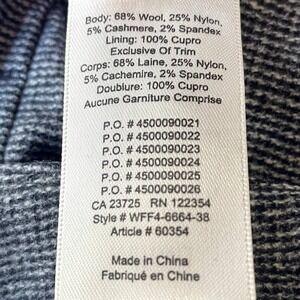 Body: 68% Wool, 25% Nylon,
5% Cashmere, 2% Spandex
Lining: 100% Cupro
Exclusive Of Trim
Corps: 68% Laine, 25% Nylon,
5% Cachemire, 2% Spandex
Doublure: 100% Cupro
Aucune Garniture Comprise
P.O. # 4500090021
P.O. # 4500090022
P.O. # 4500090023
P.O. # 4500090024
P.O. # 4500090025
P.O. # 4500090026
CA 23725 RN 122354
Style # WFF4-6664-38
Article # 60354
Made in China
Fabriqué en Chine